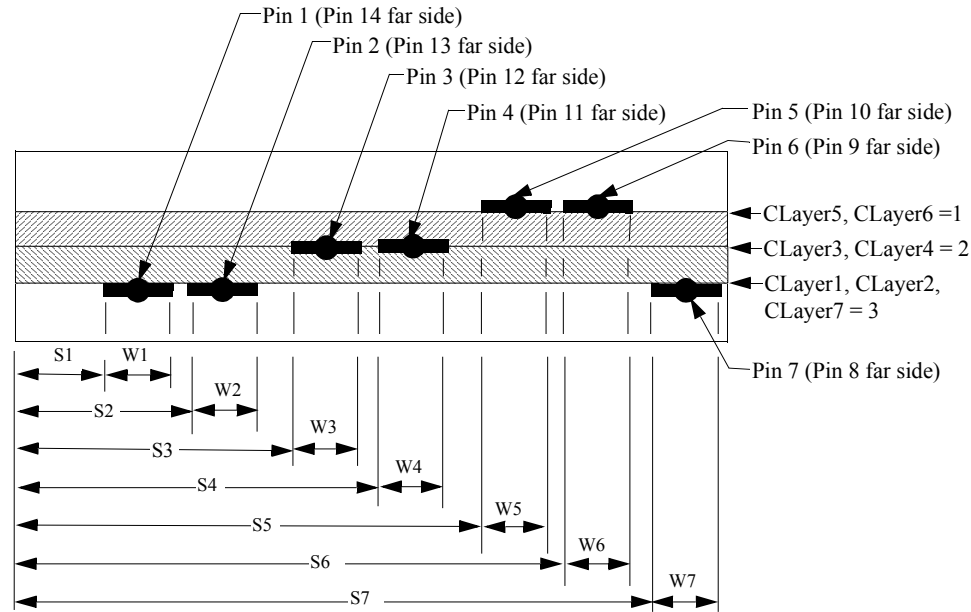 Pin 1 (Pin 14 far side)
Pin 2 (Pin 13 far side)
Pin 3 (Pin 12 far side)
Pin 4 (Pin 11 far side)
Pin 5 (Pin 10 far side)
Pin 6 (Pin 9 far side)
CLayer5, CLayer6 =1
CLayer3, CLayer4 = 2
CLayer1, CLayer2,
CLayer7 = 3
Pin 7 (Pin 8 far side)
S1
W1
S2
W2
S3
W3
S4
W4
S5
W5
S6
W6
S7
W7